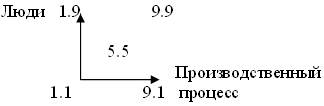 Люди 1.9 9.9
5.5
Производственный
1.1 9.1 процесс